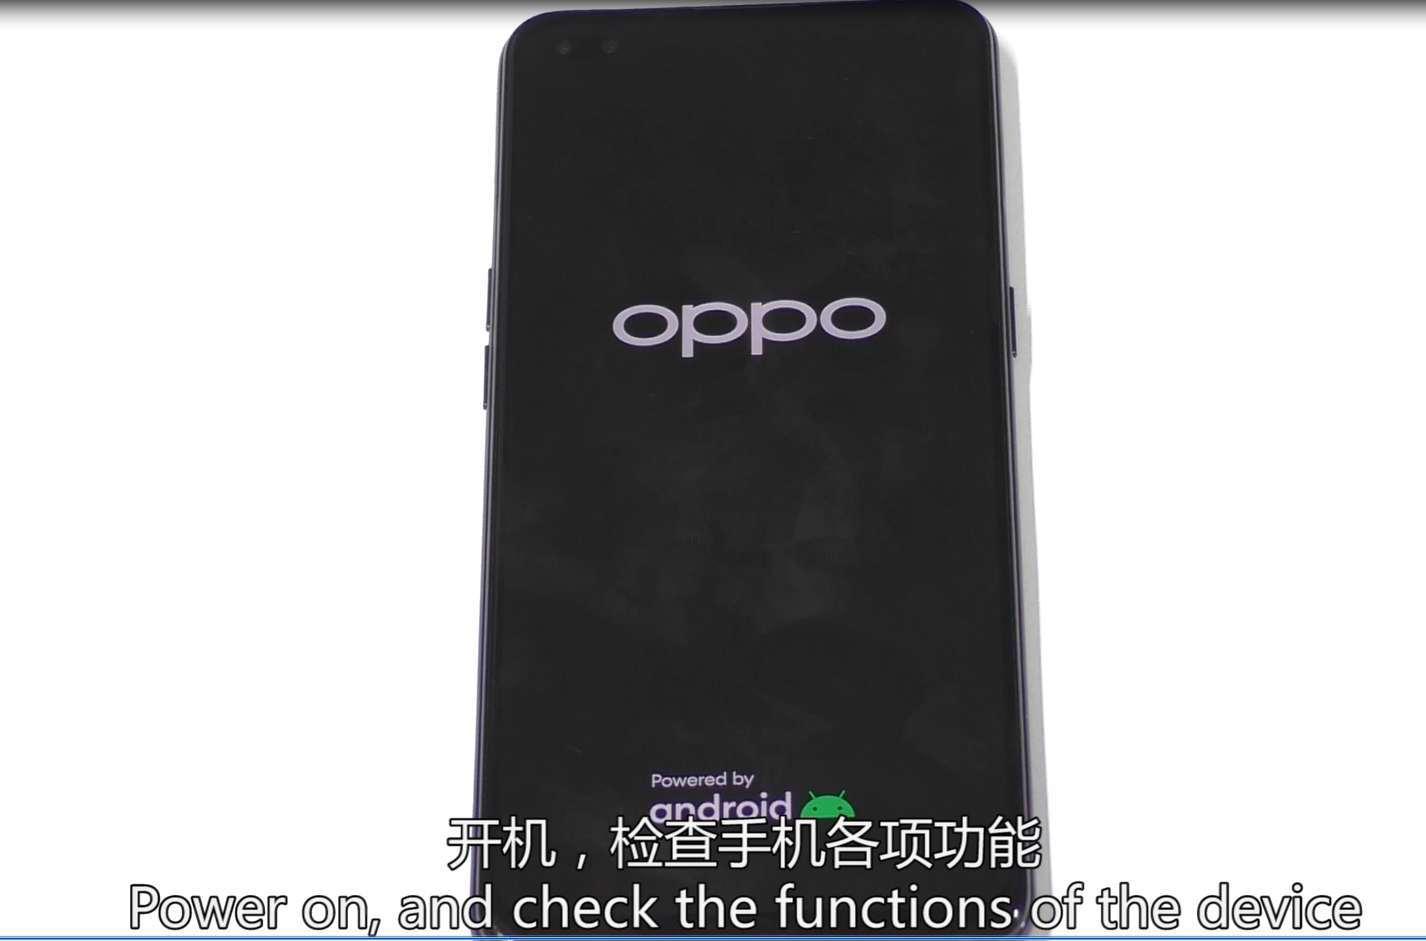 oppo
Powered by
android
开机，检查手机各项功能
Power on, and check the functions of the device